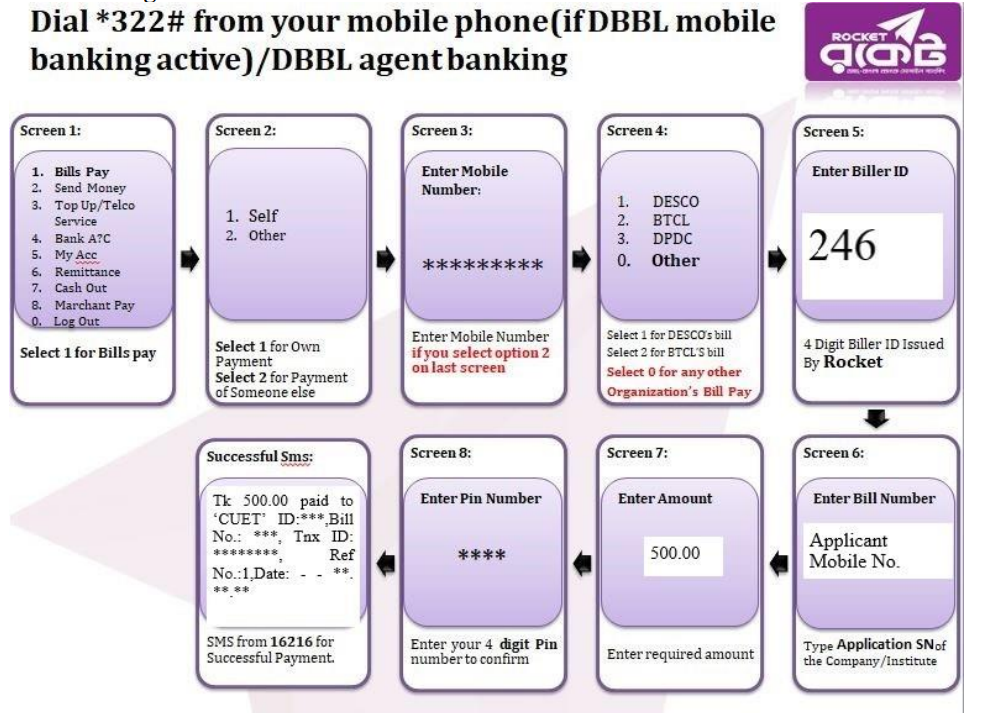 Dial *322# from your mobile phone(if DBBL mobile
banking active)/DBBL agent banking
ROCKET
রকেট
Screen 1:
1. Bills Pay
2. Send Money
3. Top Up/Telco
Service
4. Bank A?C
5. My Acc
6. Remittance
7. Cash Out
8. Marchant Pay
0. Log Out
Select 1 for Bills pay
Screen 2:
1. Self
2. Other
Select 1 for Own
Payment
Select 2 for Payment
of Someone else
Screen 3:
Enter Mobile
Number:
*********
Enter Mobile Number
if you select option 2
on last screen
Screen 4:
1. DESCO
2. BTCL
3. DPDC
0. Other
Select 1 for DESCO's bill
Select 2 for BTCL'S bill
Select 0 for any other
Organization's Bill Pay
Screen 5:
Enter Biller ID
246
4 Digit Biller ID Issued
By Rocket
Screen 6:
Enter Bill Number
Applicant
Mobile No.
Type Application SNof
the Company/Institute
Screen 7:
Enter Amount
500.00
Enter required amount
Screen 8:
Enter Pin Number
****
Enter your 4 digit Pin
number to confirm
Successful Sms:
Tk 500.00 paid to
‘CUET’ ID:***,Bill
No.: ***, Tnx ID:
********, Ref
No.:1,Date: - - **.
**.**
SMS from 16216 for
Successful Payment.